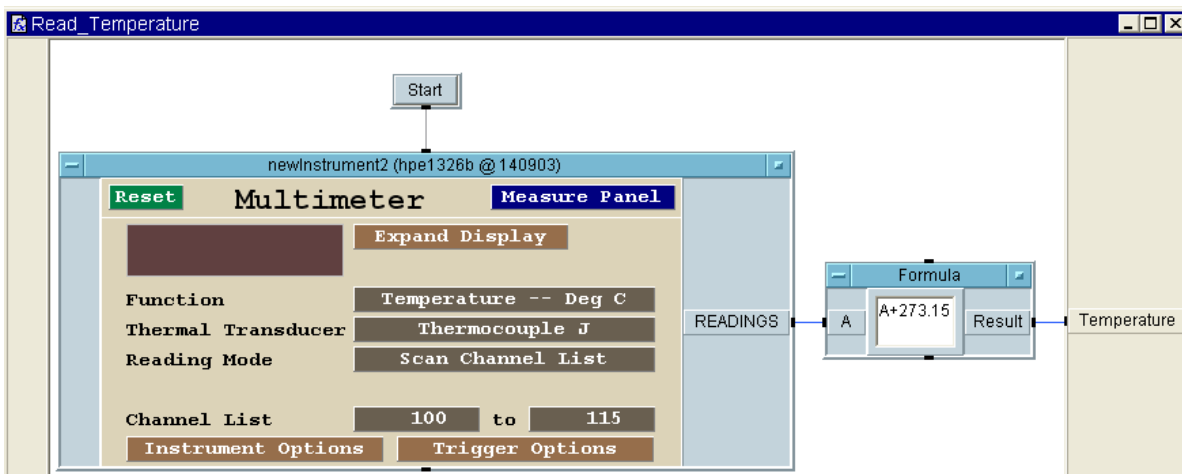 Read_Temperature
Start
newInstrument2 (hpe1326b @ 140903)
Reset Multimeter Measure Panel
Expand Display
Function Temperature -- Deg C
Thermal Transducer Thermocouple J
Reading Mode Scan Channel List
Channel List 100 to 115
Instrument Options Trigger Options
READINGS
Formula
A A+273.15 Result
Temperature